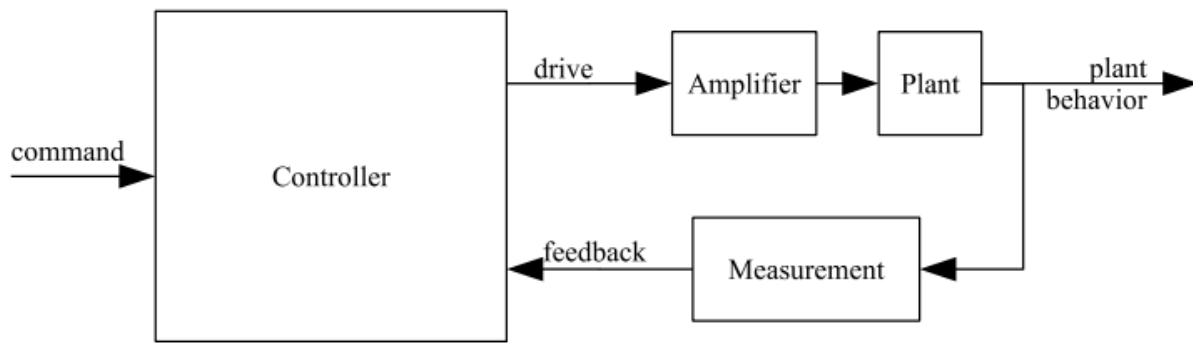 drive
Amplifier
Plant
plant
behavior
command
Controller
feedback
Measurement